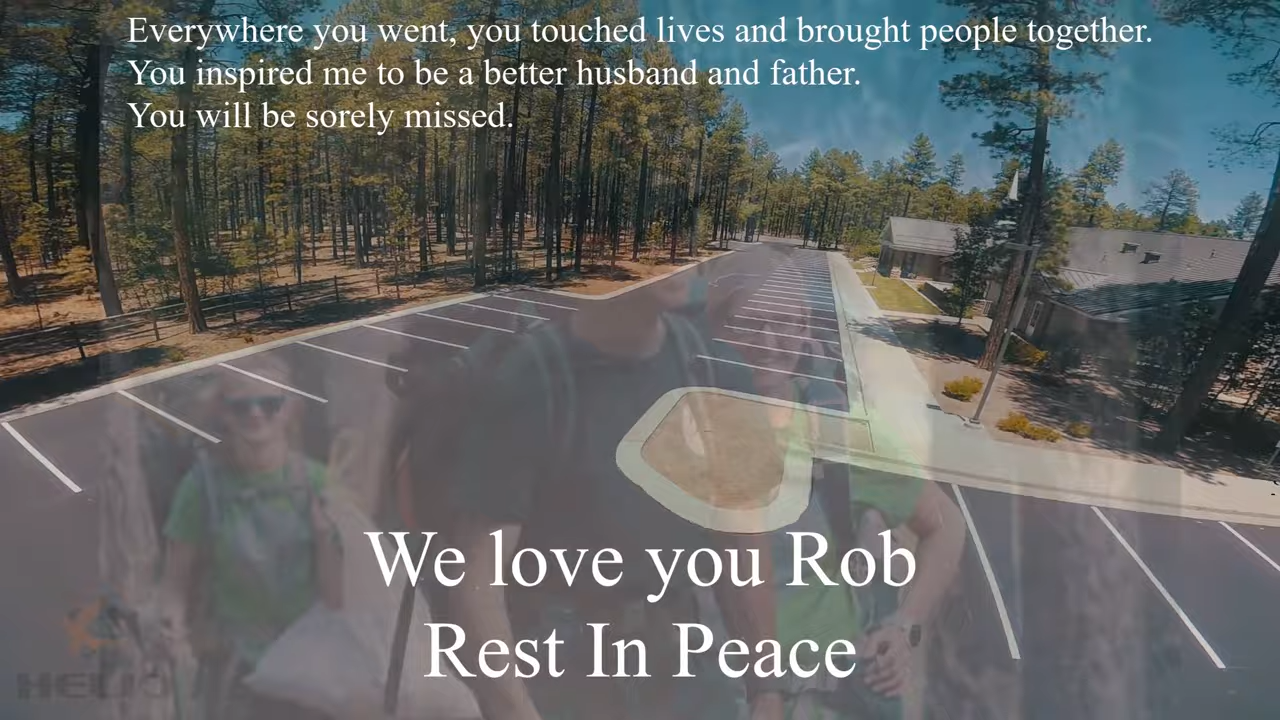 Everywhere you went, you touched lives and brought people together.
You inspired me to be a better husband and father.
You will be sorely missed.
We love you Rob
Rest In Peace